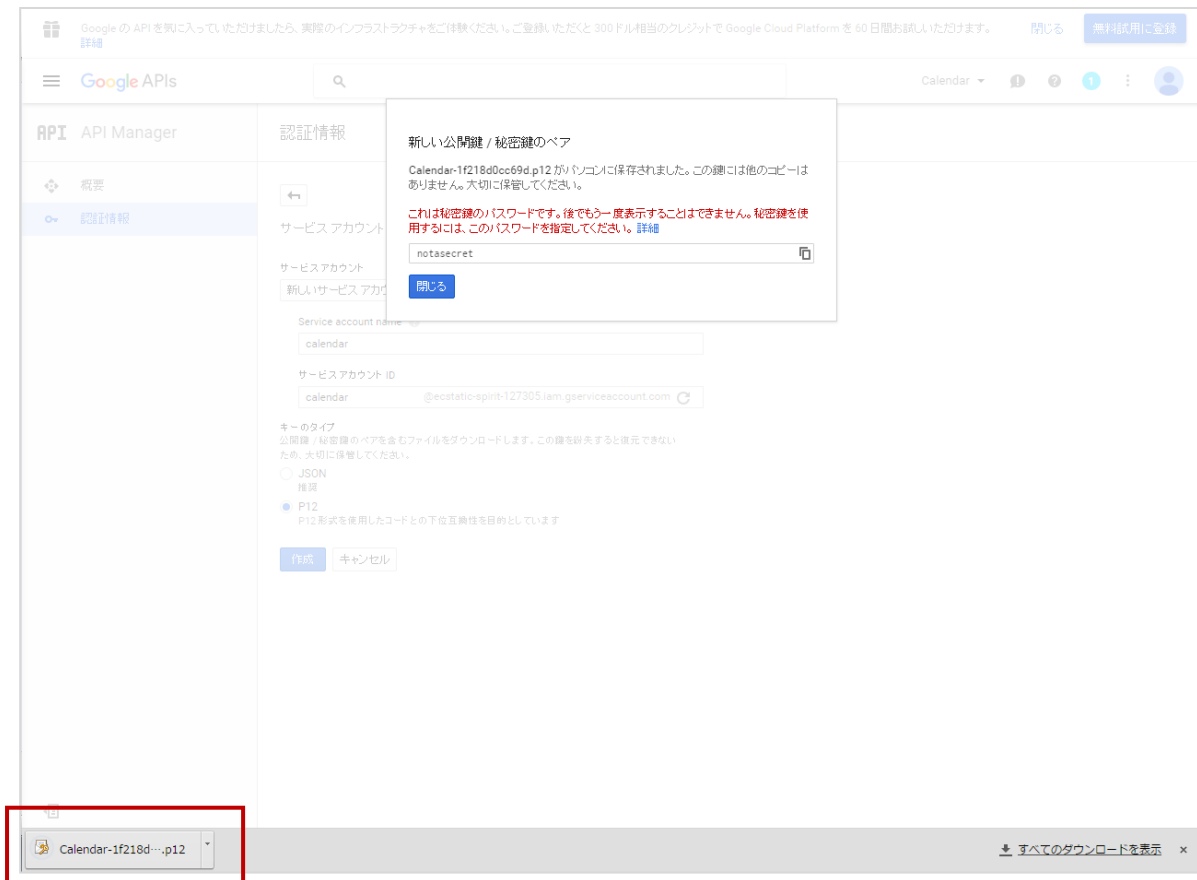 Google の API を気に入っていただけましたら、実際のインフラストラクチャをご体験ください。ご登録いただくと 300 ドル相当のクレジットで Google Cloud Platform を 60 日間お試しいただけます。 閉じる 無料試用に登録
詳細
Google APIs Calendar 1
API API Manager 認証情報
概要
認証情報
新しい公開鍵 / 秘密鍵のペア
Calendar-1f218d0cc69d.p12 がパソコンに保存されました。この鍵には他のコピーは
ありません。大切に保管してください。
これは秘密鍵のパスワードです。後でもう一度表示することはできません。秘密鍵を使
用するには、このパスワードを指定してください。 詳細
notasecret
閉じる
サービス アカウント
サービス アカウント
新しいサービス アカウ
Service account name
calendar
サービス アカウント ID
calendar @ecstatic-spirit-127305.iam.gserviceaccount.com
キーのタイプ
公開鍵 / 秘密鍵のペアを含むファイルをダウンロードします。この鍵を紛失すると復元できない
ため、大切に保管してください。
JSON
推奨
P12
P12 形式を使用したコードとの下位互換性を目的としています
作成 キャンセル
Calendar-1f218d….p12 すべてのダウンロードを表示 ×